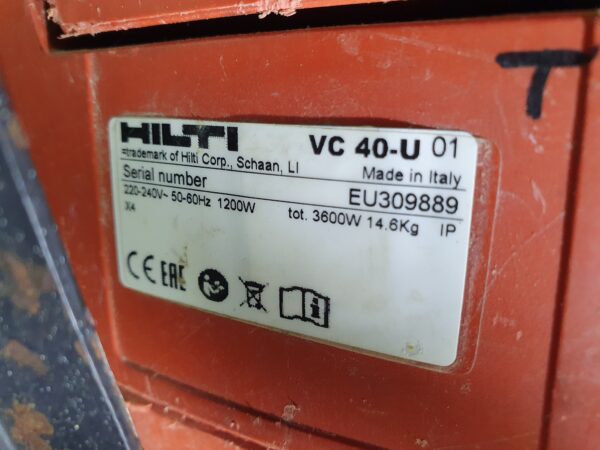 T
HILTI
VC 40-U 01
=trademark of Hilti Corp., Schaan, LI
Made in Italy
Serial number
EU309889
220-240V~ 50-60Hz 1200W tot. 3600W 14.6Kg IP
X4
CE EAC